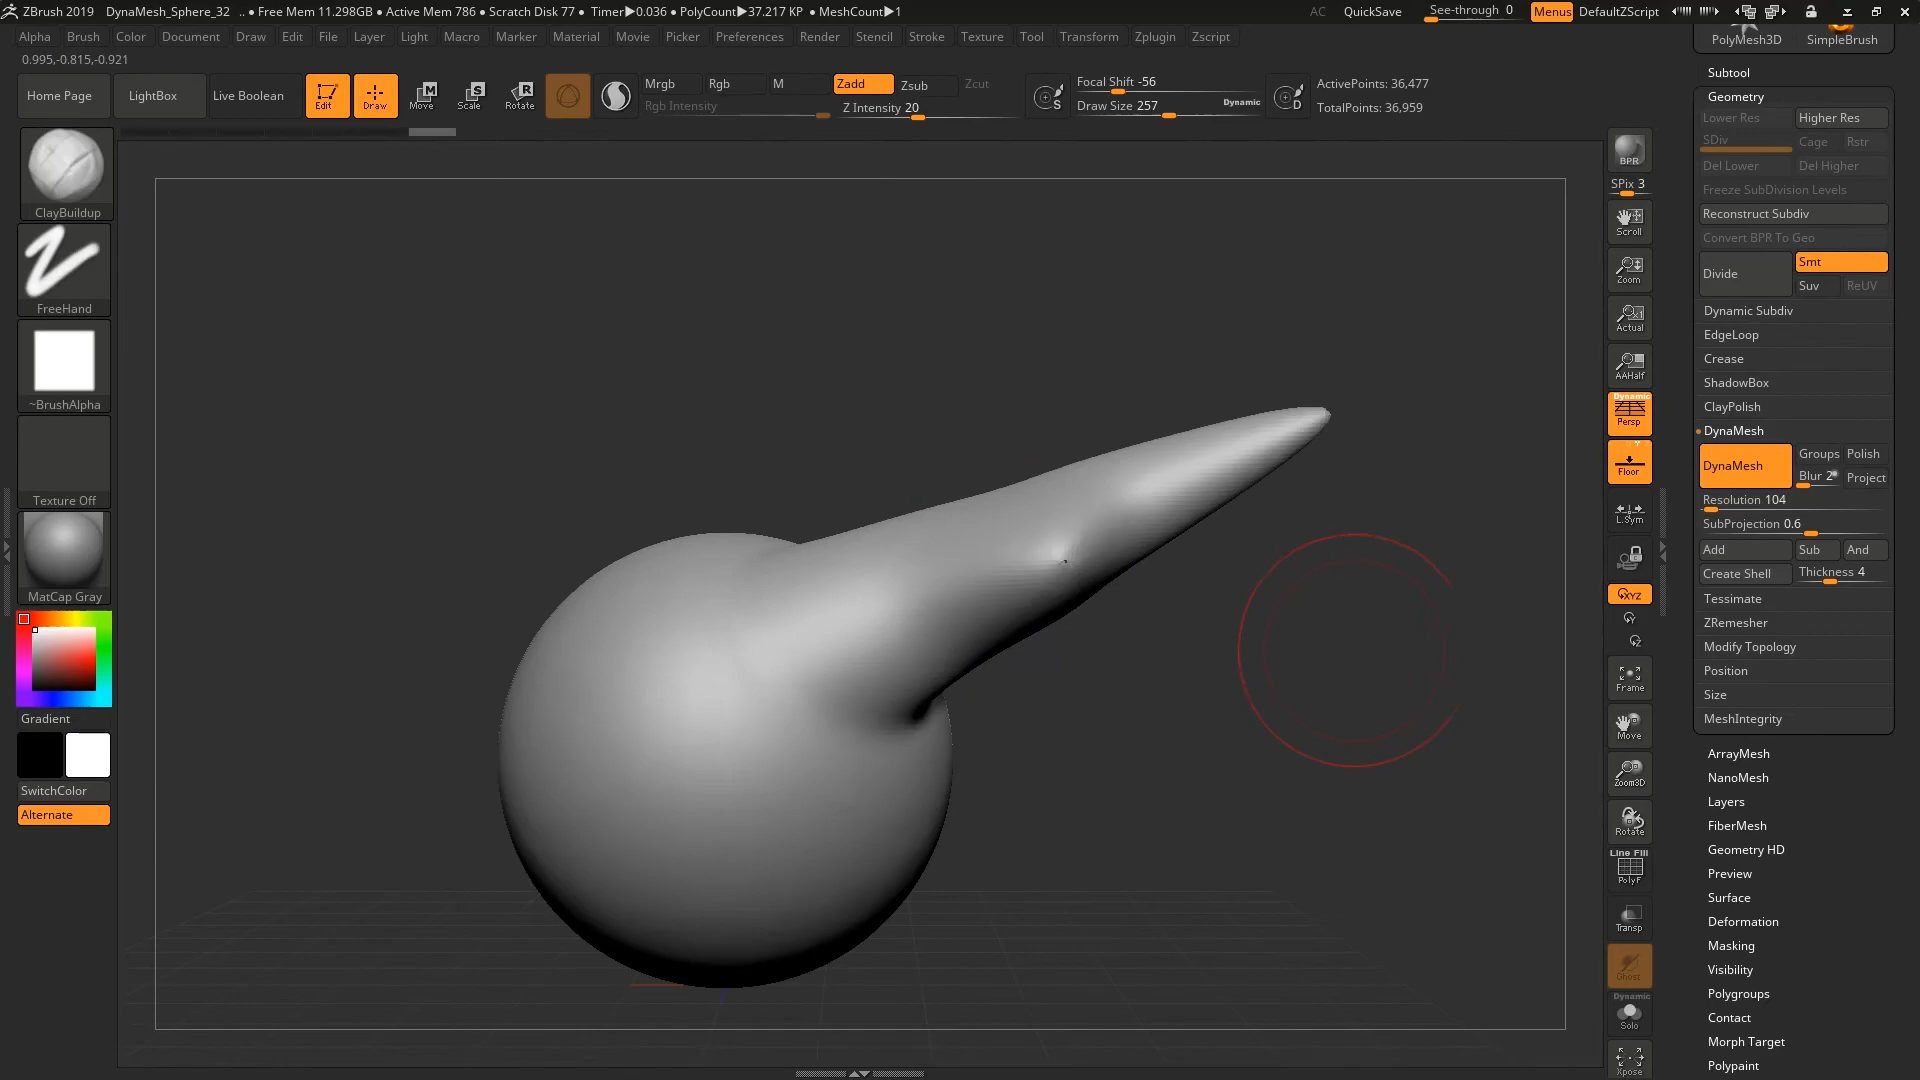 ZBrush 2019 DynaMesh_Sphere_32 .. • Free Mem 11.298GB • Active Mem 786 • Scratch Disk 77 • Timer▶0.036 • PolyCount▶37.217 KP • MeshCount▶1 AC QuickSave See-through 0 Menus DefaultZScript
Alpha Brush Color Document Draw Edit File Layer Light Macro Marker Material Movie Picker Preferences Render Stencil Stroke Texture Tool Transform Zplugin Zscript
0.995,-0.815,-0.921
Home Page LightBox Live Boolean Edit Draw Move Scale Rotate
M S R
Mrgb Rgb M Zadd Zsub Zcut
Rgb Intensity Z Intensity 20
S Focal Shift -56
Draw Size 257 Dynamic D
ActivePoints: 36,477
TotalPoints: 36,959
ClayBuildup
FreeHand
~BrushAlpha
Texture Off
MatCap Gray
Gradient
SwitchColor
Alternate
BPR
SPix 3
Scroll
Zoom
Actual
AAHalf
Dynamic
Persp
Floor
L.Sym
XYZ
Y
Z
Frame
Move
Zoom3D
Rotate
Line Fill
PolyF
Transp
Ghost
Dynamic
Solo
Xpose
PolyMesh3D SimpleBrush
Subtool
Geometry
Lower Res Higher Res
SDiv Cage Rstr
Del Lower Del Higher
Freeze SubDivision Levels
Reconstruct Subdiv
Convert BPR To Geo
Divide Smt
Suv ReUV
Dynamic Subdiv
EdgeLoop
Crease
ShadowBox
ClayPolish
DynaMesh
DynaMesh Groups Polish
Blur 2 Project
Resolution 104
SubProjection 0.6
Add Sub And
Create Shell Thickness 4
Tessimate
ZRemesher
Modify Topology
Position
Size
MeshIntegrity
ArrayMesh
NanoMesh
Layers
FiberMesh
Geometry HD
Preview
Surface
Deformation
Masking
Visibility
Polygroups
Contact
Morph Target
Polypaint